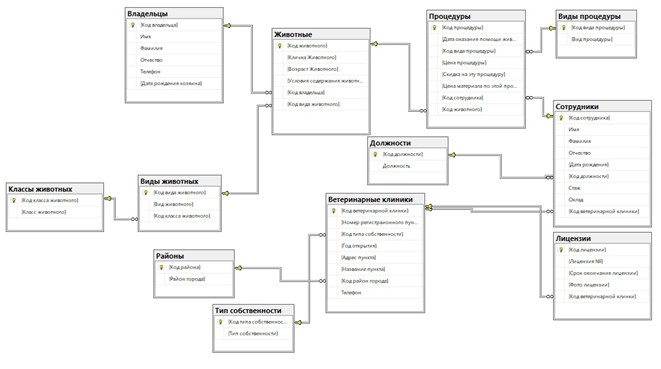 Владельцы
[Код владельца]
Имя
Фамилия
Отчество
Телефон
[Дата рождения хозяина]
Животные
[Код животного]
[Кличка Животного]
[Возраст Животного]
[Условия содержания животн...
[Код владельца]
[Код вида животного]
Процедуры
[Код процедуры]
[Дата оказания помощи жив...
[Код вида процедуры]
[Цена процедуры]
[Скидка на эту процедуру]
[Цена материала по этой про...
[Код сотрудника]
[Код животного]
Виды процедуры
[Код вида процедуры]
[Вид процедуры]
Сотрудники
[Код сотрудника]
Имя
Фамилия
Отчество
[Дата рождения]
[Код должности]
Стаж
Оклад
[Код ветеринарной клиники]
Должности
[Код должности]
Должность
Классы животных
[Код класса животного]
[Класс животного]
Виды животных
[Код вида животного]
[Вид животного]
[Код класса животного]
Ветеринарные клиники
[Код ветеринарной клиники]
[Номер регистраионного пун...
[Код типа собственности]
[Год открытия]
[Адрес пункта]
[Название пункта]
[Код район города]
Телефон
Лицензии
[Код лицензии]
[Лицензия №]
[Срок окончания лицензии]
[Фото лицензии]
[Код ветеринарной клинки]
Районы
[Код района]
[Район города]
Тип собственности
[Код типа собственнос...
[Тип собственности]